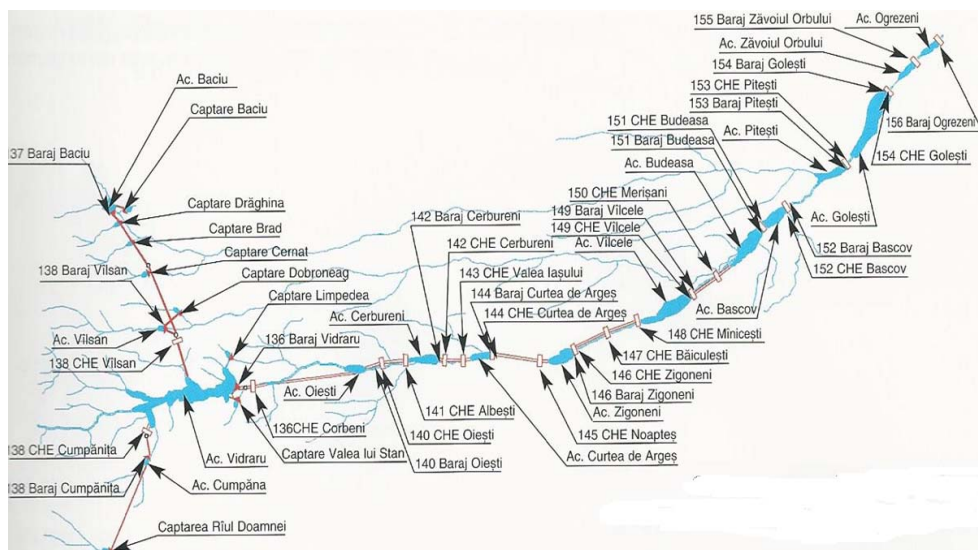 155 Baraj Zăvoiul Orbului
Ac. Ogrezeni
Ac. Zăvoiul Orbului
154 Baraj Golești
153 CHE Pitești
153 Baraj Pitești
156 Baraj Ogrezeni
151 CHE Budeasa
Ac. Pitești
151 Baraj Budeasa
154 CHE Golești
Ac. Budeasa
Ac. Baciu
Captare Baciu
37 Baraj Baciu
150 CHE Merișani
Captare Drăghina
142 Baraj Cerbureni
149 Baraj Vîlcele
Ac. Golești
Captare Brad
149 CHE Vîlcele
142 CHE Cerbureni
Ac. Vîlcele
152 Baraj Bascov
Captare Cernat
138 Baraj Vîlsan
Captare Dobroneag
143 CHE Valea Iașului
152 CHE Bascov
Captare Limpedea
144 Baraj Curtea de Argeș
Ac. Bascov
Ac. Cerbureni
144 CHE Curtea de Argeș
Ac. Vîlsan
136 Baraj Vidraru
148 CHE Minicești
138 CHE Vîlsan
147 CHE Băiculești
146 CHE Zigoneni
Ac. Oiești
141 CHE Albești
146 Baraj Zigoneni
Ac. Zigoneni
136CHE Corbeni
140 CHE Oiești
145 CHE Noapteș
138 CHE Cumpănița
Ac. Vidraru
Captare Valea lui Stan
140 Baraj Oiești
Ac. Curtea de Argeș
138 Baraj Cumpănița
Ac. Cumpăna
Captarea Rîul Doamnei